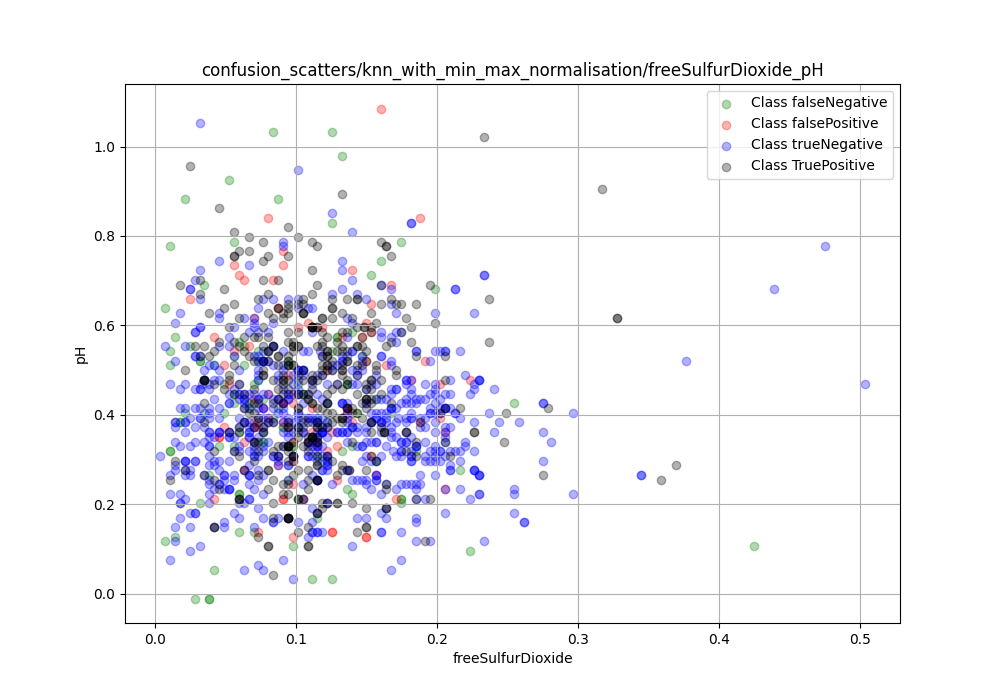 confusion_scatters/knn_with_min_max_normalisation/freeSulfurDioxide_pH
Class falseNegative
Class falsePositive
Class trueNegative
Class TruePositive
1.0
0.8
0.6
0.4
0.2
0.0
pH
0.0 0.1 0.2 0.3 0.4 0.5
freeSulfurDioxide